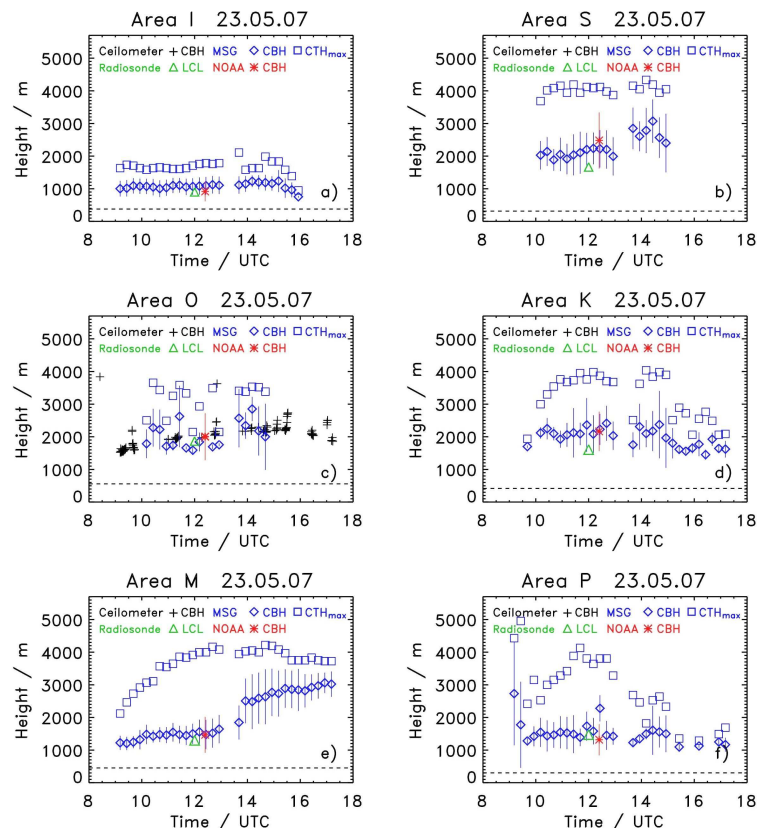 Area I 23.05.07
Height / m
5000
4000
3000
2000
1000
0
Ceilometer +CBH MSG CBH CTHmax
Radiosonde LCL NOAA CBH
a)
8 10 12 14 16 18
Time / UTC
Area S 23.05.07
Height / m
5000
4000
3000
2000
1000
0
Ceilometer +CBH MSG CBH CTHmax
Radiosonde LCL NOAA CBH
b)
8 10 12 14 16 18
Time / UTC
Area O 23.05.07
Height / m
5000
4000
3000
2000
1000
0
Ceilometer +CBH MSG CBH CTHmax
Radiosonde LCL NOAA CBH
c)
8 10 12 14 16 18
Time / UTC
Area K 23.05.07
Height / m
5000
4000
3000
2000
1000
0
Ceilometer +CBH MSG CBH CTHmax
Radiosonde LCL NOAA CBH
d)
8 10 12 14 16 18
Time / UTC
Area M 23.05.07
Height / m
5000
4000
3000
2000
1000
0
Ceilometer +CBH MSG CBH CTHmax
Radiosonde LCL NOAA CBH
e)
8 10 12 14 16 18
Time / UTC
Area P 23.05.07
Height / m
5000
4000
3000
2000
1000
0
Ceilometer +CBH MSG CBH CTHmax
Radiosonde LCL NOAA CBH
f)
8 10 12 14 16 18
Time / UTC